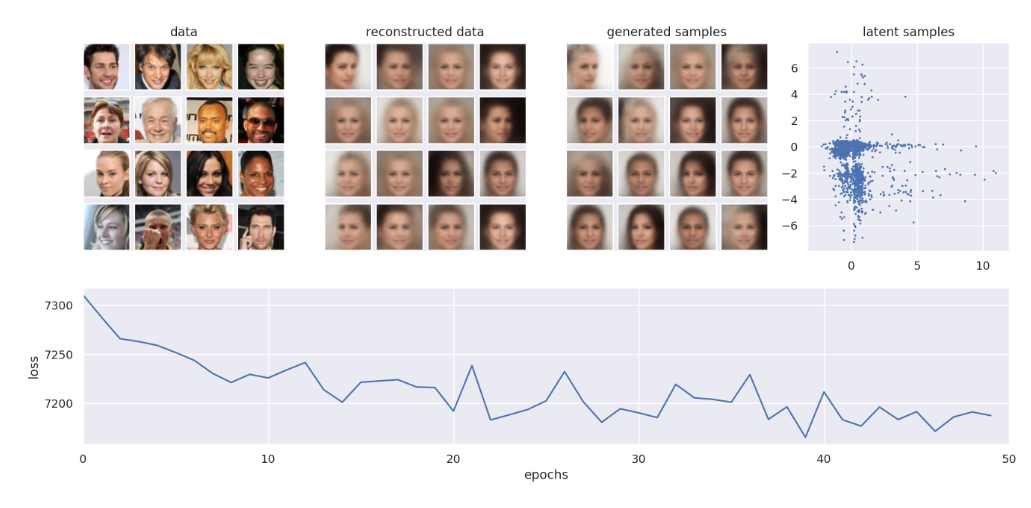 data
reconstructed data
generated samples
latent samples
6
4
2
0
−2
−4
−6
0 5 10
7300
7250
7200
loss
0 10 20 30 40 50
epochs